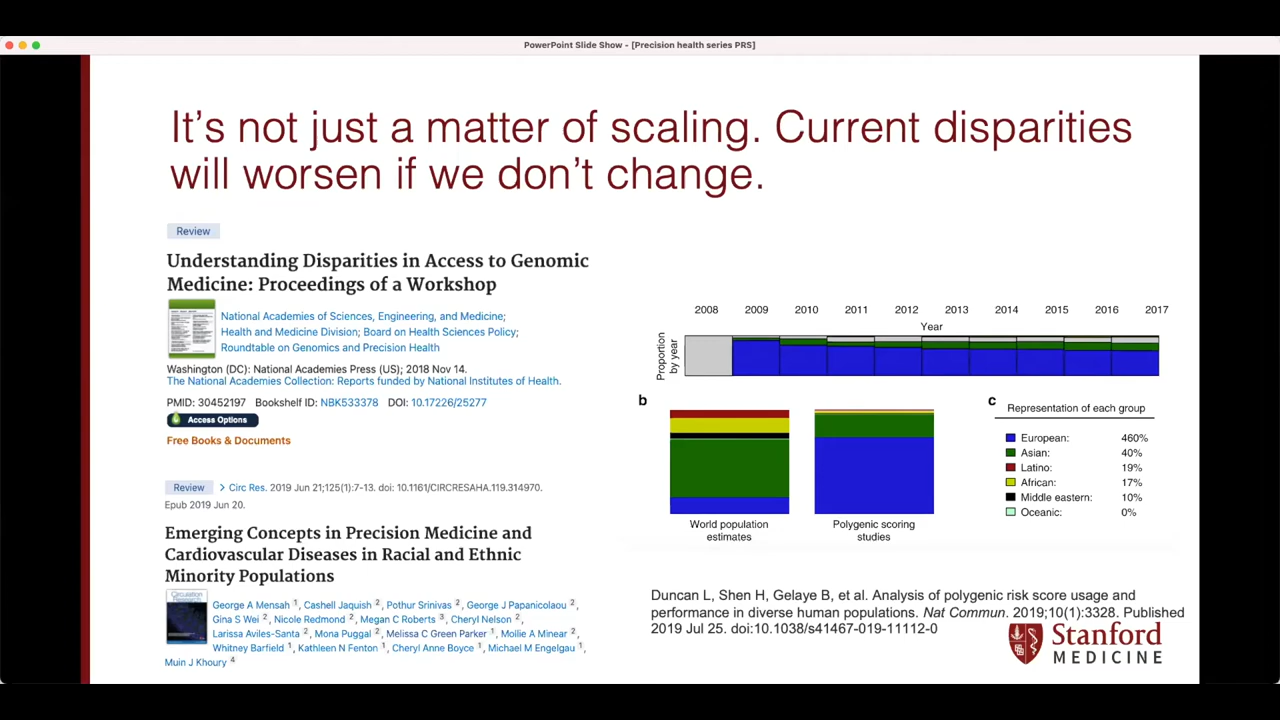 PowerPoint Slide Show - [Precision health series PRS]
It's not just a matter of scaling. Current disparities
will worsen if we don't change.
Review
Understanding Disparities in Access to Genomic
Medicine: Proceedings of a Workshop
National Academies of Sciences, Engineering, and Medicine;
Health and Medicine Division; Board on Health Sciences Policy;
Roundtable on Genomics and Precision Health
Washington (DC): National Academies Press (US); 2018 Nov 14.
The National Academies Collection: Reports funded by National Institutes of Health.
PMID: 30452197 Bookshelf ID: NBK533378 DOI: 10.17226/25277
Access Options
Free Books & Documents
Review > Circ Res. 2019 Jun 21;125(1):7-13. doi: 10.1161/CIRCRESAHA.119.314970.
Epub 2019 Jun 20.
Emerging Concepts in Precision Medicine and
Cardiovascular Diseases in Racial and Ethnic
Minority Populations
Circulation
Research
George A Mensah 1, Cashell Jaquish 2, Pothur Srinivas 2, George J Papanicolaou 2,
Gina S Wei 2, Nicole Redmond 2, Megan C Roberts 3, Cheryl Nelson 2,
Larissa Aviles-Santa 2, Mona Puggal 2, Melissa C Green Parker 1, Mollie A Minear 2,
Whitney Barfield 1, Kathleen N Fenton 1, Cheryl Anne Boyce 1, Michael M Engelgau 1,
Muin J Khoury 4
2008 2009 2010 2011 2012 2013 2014 2015 2016 2017
Year
Proportion
by year
b
World population
estimates
Polygenic scoring
studies
c
Representation of each group
European: 460%
Asian: 40%
Latino: 19%
African: 17%
Middle eastern: 10%
Oceanic: 0%
Duncan L, Shen H, Gelaye B, et al. Analysis of polygenic risk score usage and
performance in diverse human populations. Nat Commun. 2019;10(1):3328. Published
2019 Jul 25. doi:10.1038/s41467-019-11112-0
Stanford
MEDICINE